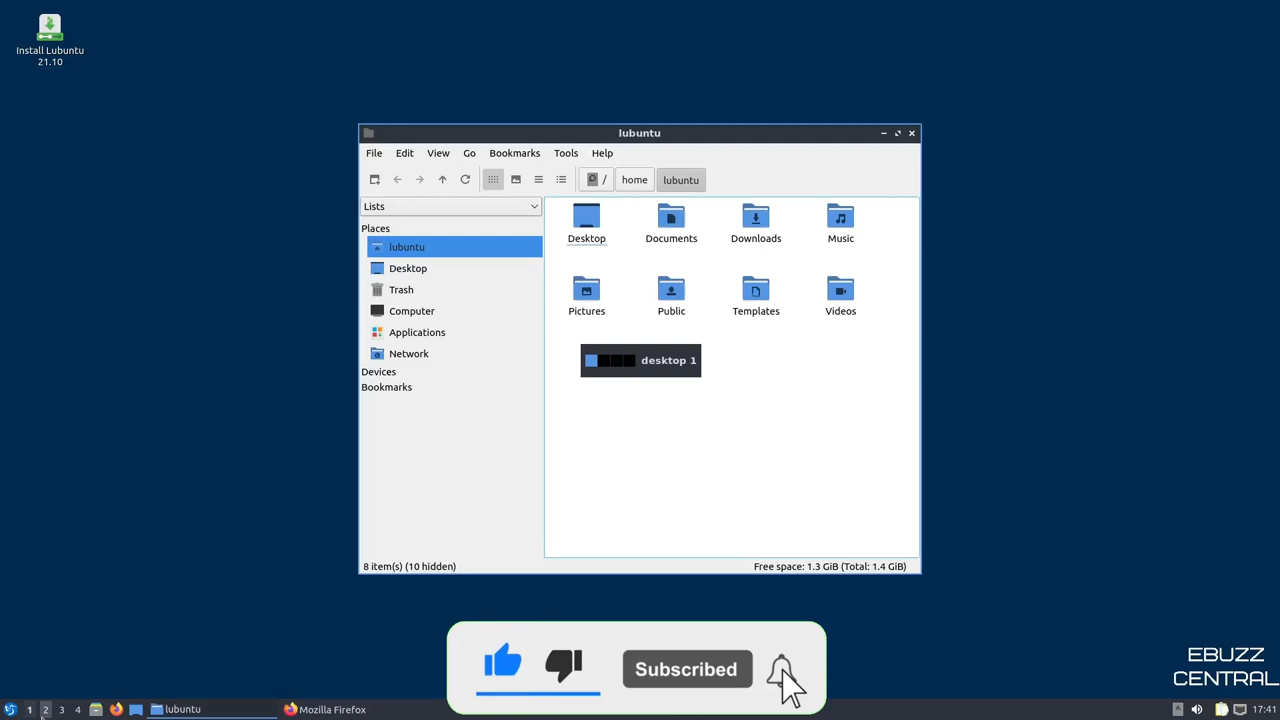 Install Lubuntu
21.10
lubuntu
File Edit View Go Bookmarks Tools Help
/ home lubuntu
Lists
Places
lubuntu
Desktop
Trash
Computer
Applications
Network
Devices
Bookmarks
Desktop Documents Downloads Music
Pictures Public Templates Videos
desktop 1
8 item(s) (10 hidden)
Free space: 1.3 GiB (Total: 1.4 GiB)
Subscribed
EBUZZ
CENTRAL
1 2 3 4 lubuntu Mozilla Firefox 17:41